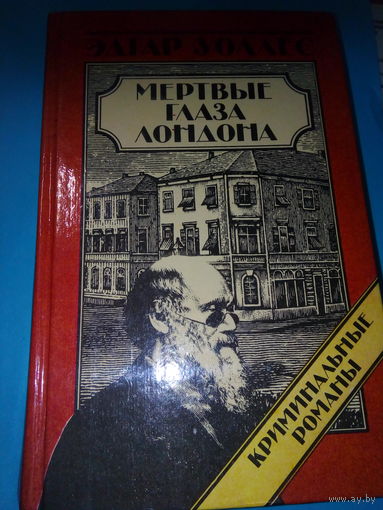 ЭДГАР УОЛЛЕС
МЕРТВЫЕ
ГЛАЗА
ЛОНДОНА
КРИМИНАЛЬНЫЕ
РОМАНЫ
www.ay.by